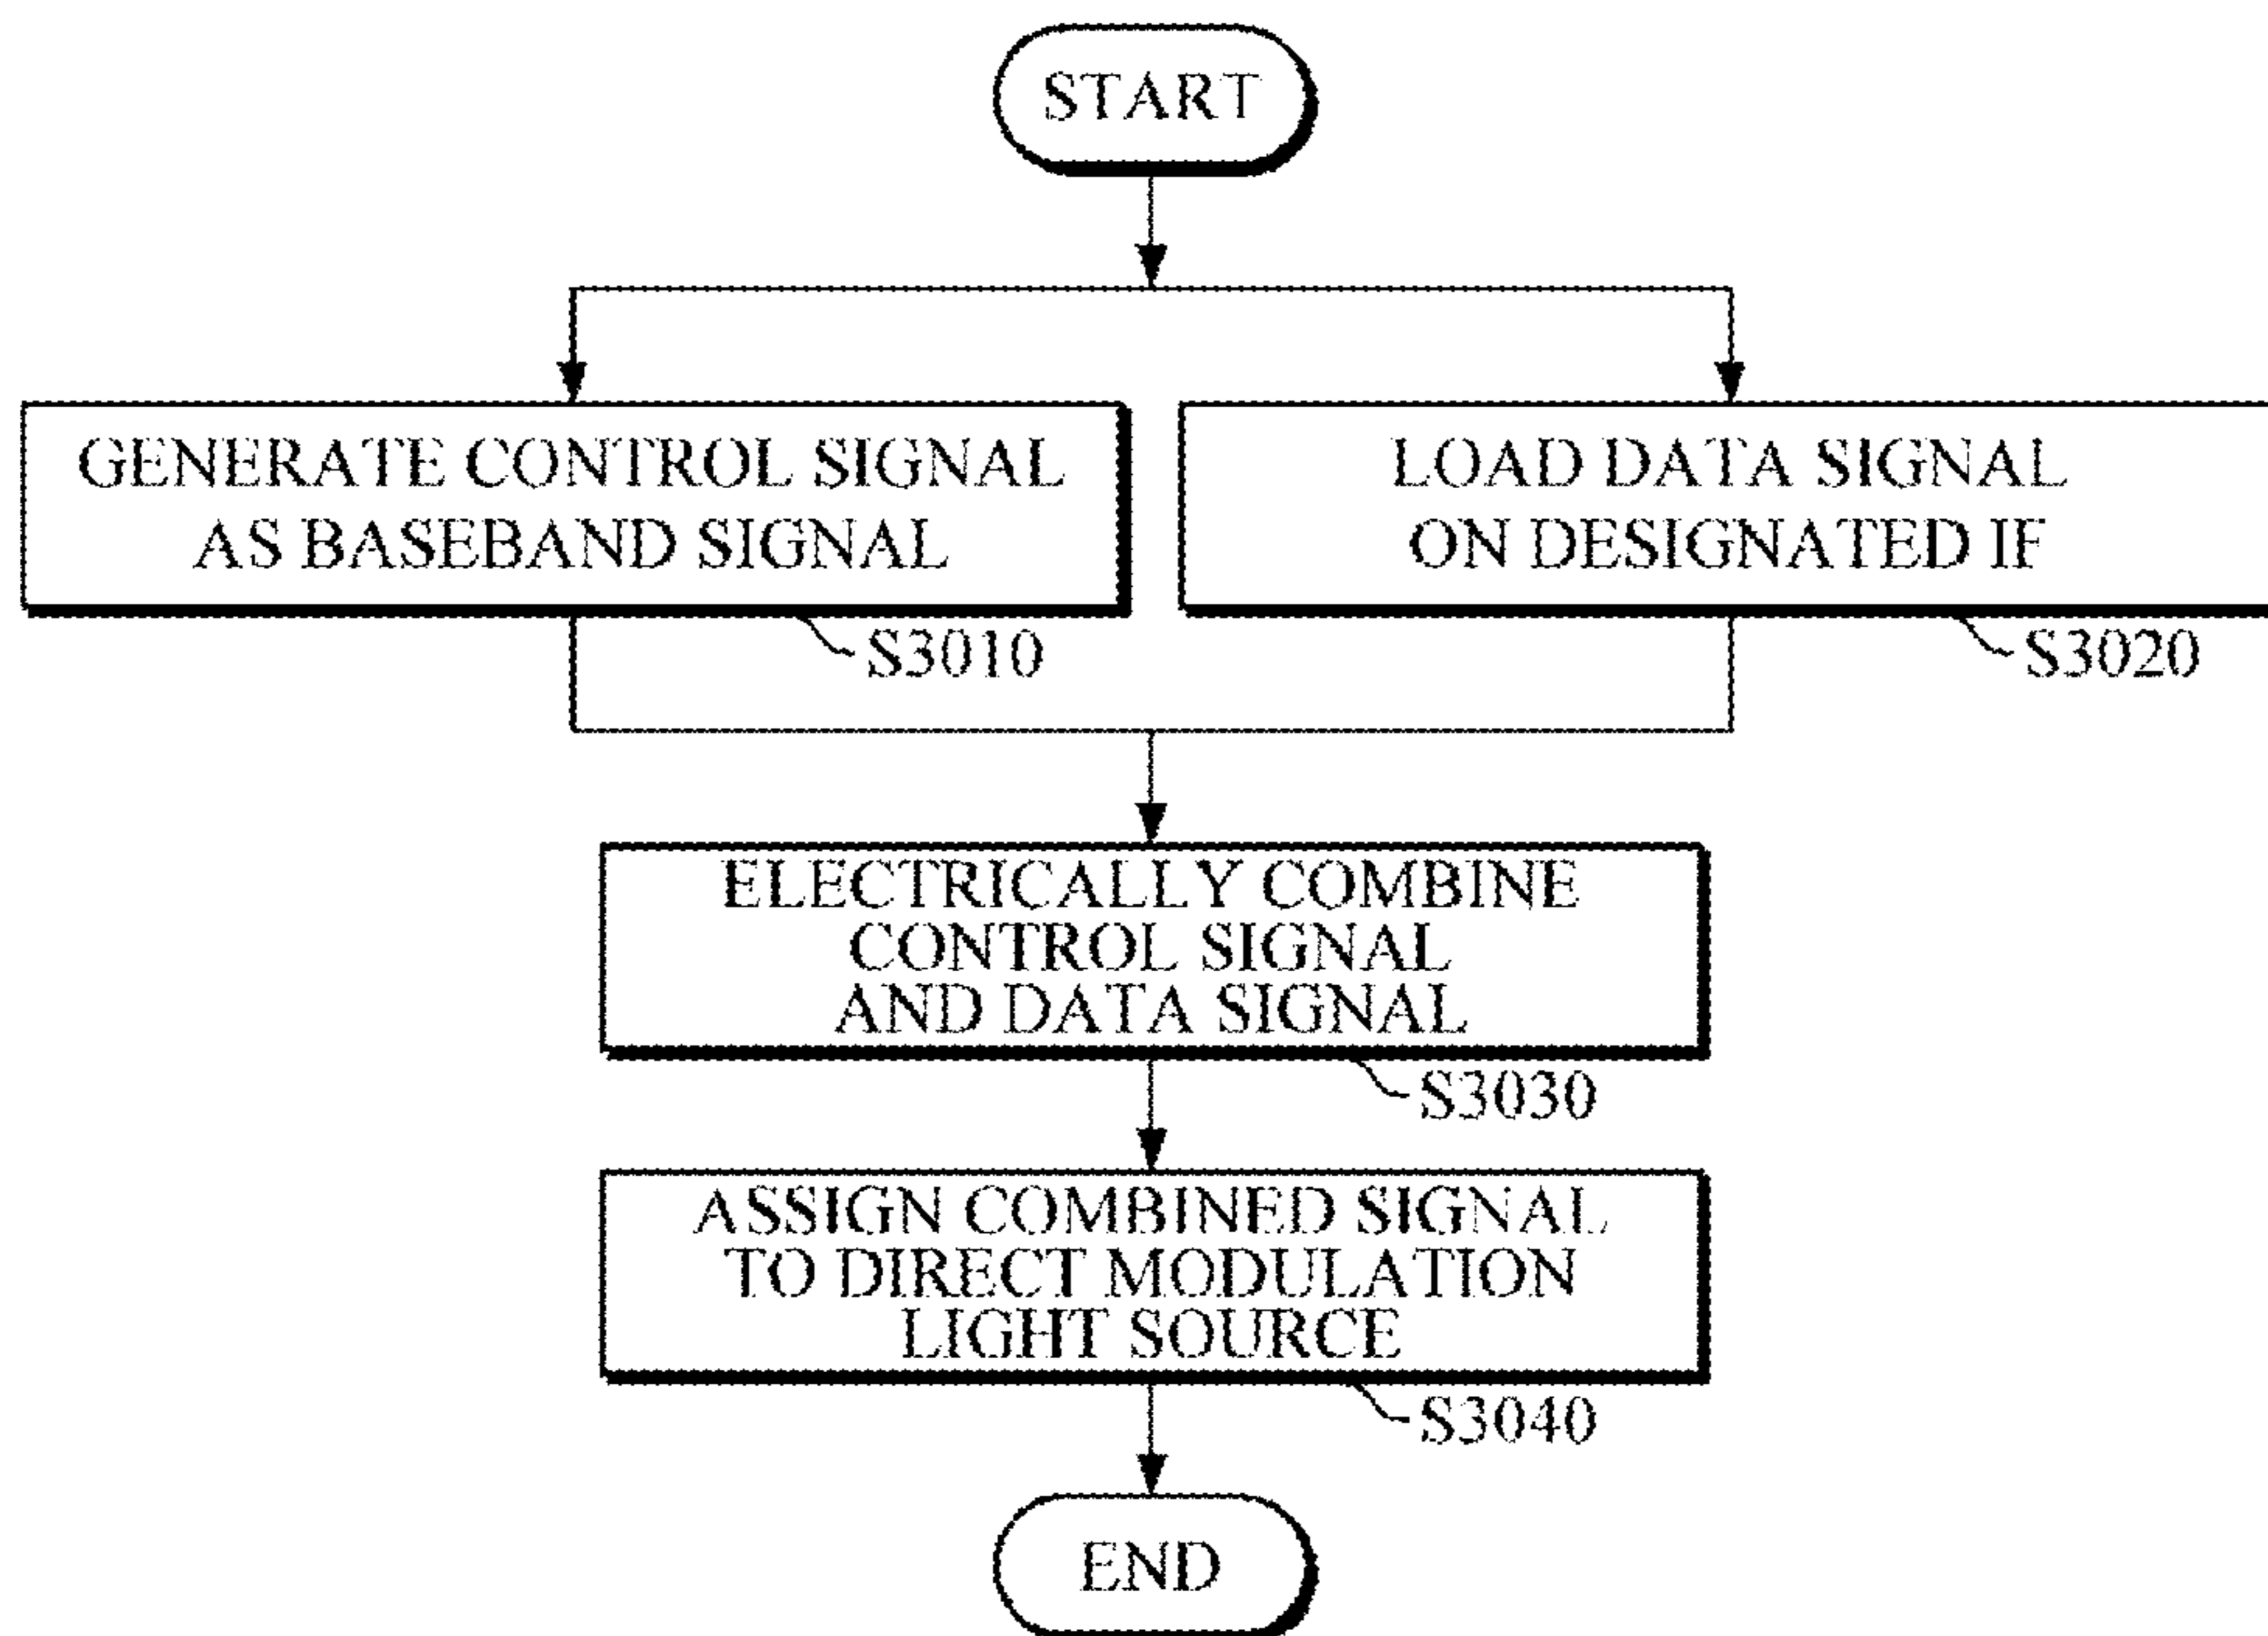 START
GENERATE CONTROL SIGNAL
AS BASEBAND SIGNAL
S3010
LOAD DATA SIGNAL
ON DESIGNATED IF
S3020
ELECTRICALLY COMBINE
CONTROL SIGNAL
AND DATA SIGNAL
S3030
ASSIGN COMBINED SIGNAL
TO DIRECT MODULATION
LIGHT SOURCE
S3040
END